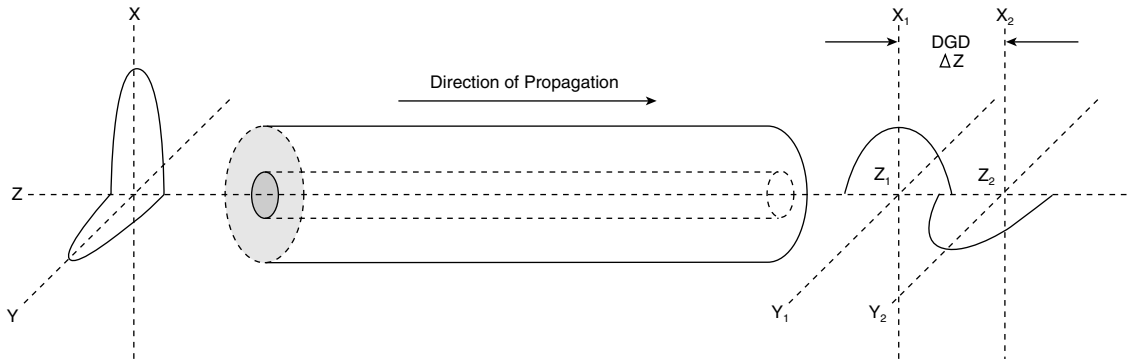 X
X₁
X₂
DGD
ΔZ
Direction of Propagation
Z
Z₁
Z₂
Y
Y₁
Y₂